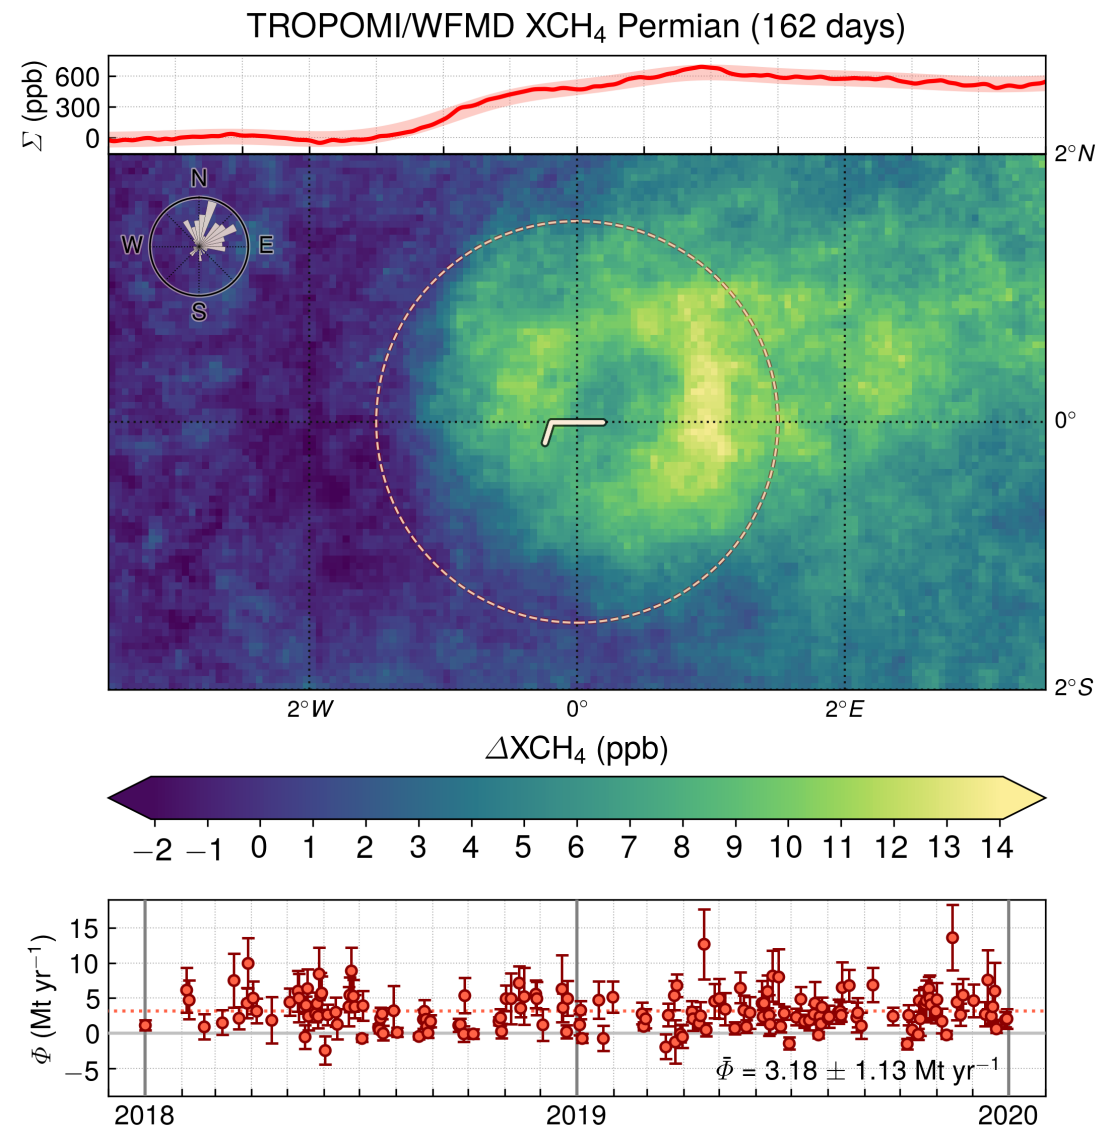 TROPOMI/WFMD XCH₄ Permian (162 days)
Σ (ppb)
600
300
0
2°N
0°
2°S
N
W E
S
2°W 0° 2°E
ΔXCH₄ (ppb)
−2 −1 0 1 2 3 4 5 6 7 8 9 10 11 12 13 14
Φ (Mt yr⁻¹)
15
10
5
0
−5
Φ̄ = 3.18 ± 1.13 Mt yr⁻¹
2018 2019 2020